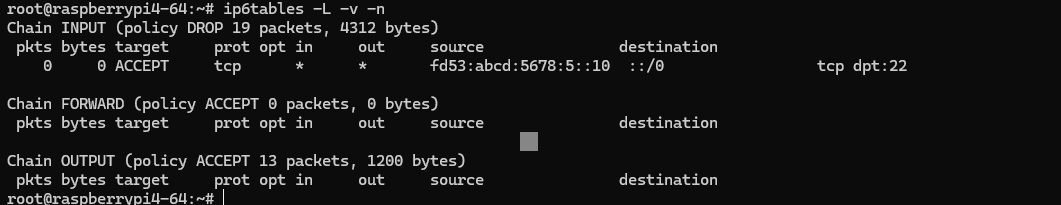 root@raspberrypi4-64:~# ip6tables -L -v -n
Chain INPUT (policy DROP 19 packets, 4312 bytes)
 pkts bytes target     prot opt in     out     source               destination
    0     0 ACCEPT     tcp      *      *       fd53:abcd:5678:5::10  ::/0                 tcp dpt:22

Chain FORWARD (policy ACCEPT 0 packets, 0 bytes)
 pkts bytes target     prot opt in     out     source               destination

Chain OUTPUT (policy ACCEPT 13 packets, 1200 bytes)
 pkts bytes target     prot opt in     out     source               destination
root@raspberrypi4-64:~#